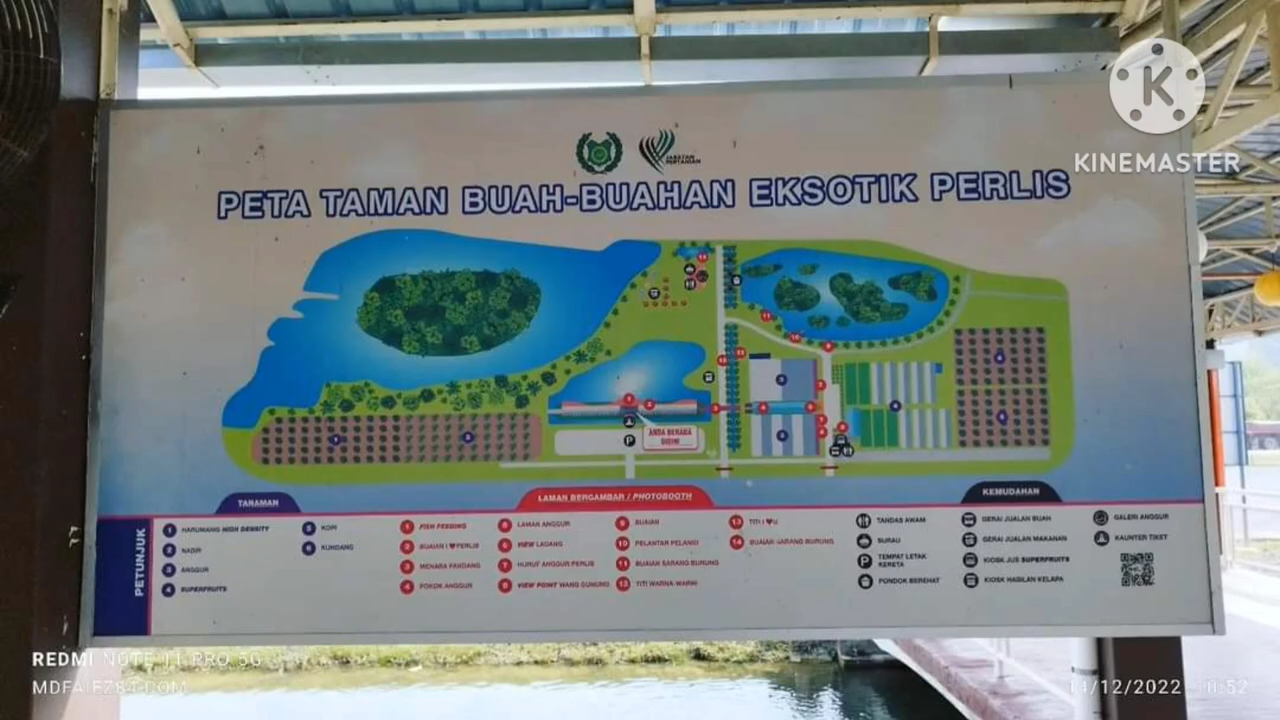 KINEMASTER
JABATAN
PERTANIAN
PETA TAMAN BUAH-BUAHAN EKSOTIK PERLIS
ANDA BERADA
DISINI
PETUNJUK
TANAMAN
1 HARUMANIS HIGH DENSITY
2 NADIR
3 ANGGUR
4 SUPERFRUITS
5 KOPI
6 KUNDANG
LAMAN BERGAMBAR / PHOTOBOOTH
1 FISH FEEDING
2 BUAIAN I ♥ PERLIS
3 MENARA PANDANG
4 POKOK ANGGUR
5 LAMAN ANGGUR
6 VIEW LADANG
7 HURUF ANGGUR PERLIS
8 VIEW POINT WANG GUNUNG
9 BUAIAN
10 PELANTAR PELANGI
11 BUAIAN SARANG BURUNG
12 TITI WARNA-WARNI
13 TITI I ♥ U
14 BUAIAN SARANG BURUNG
KEMUDAHAN
TANDAS AWAM
SURAU
P TEMPAT LETAK
KERETA
PONDOK BEREHAT
GERAI JUALAN BUAH
GERAI JUALAN MAKANAN
KIOSK JUS SUPERFRUITS
KIOSK HASILAN KELAPA
GALERI ANGGUR
KAUNTER TIKET
REDMI NOTE 11 PRO 5G
MDFAIEZ84.COM
11/12/2022 10:52